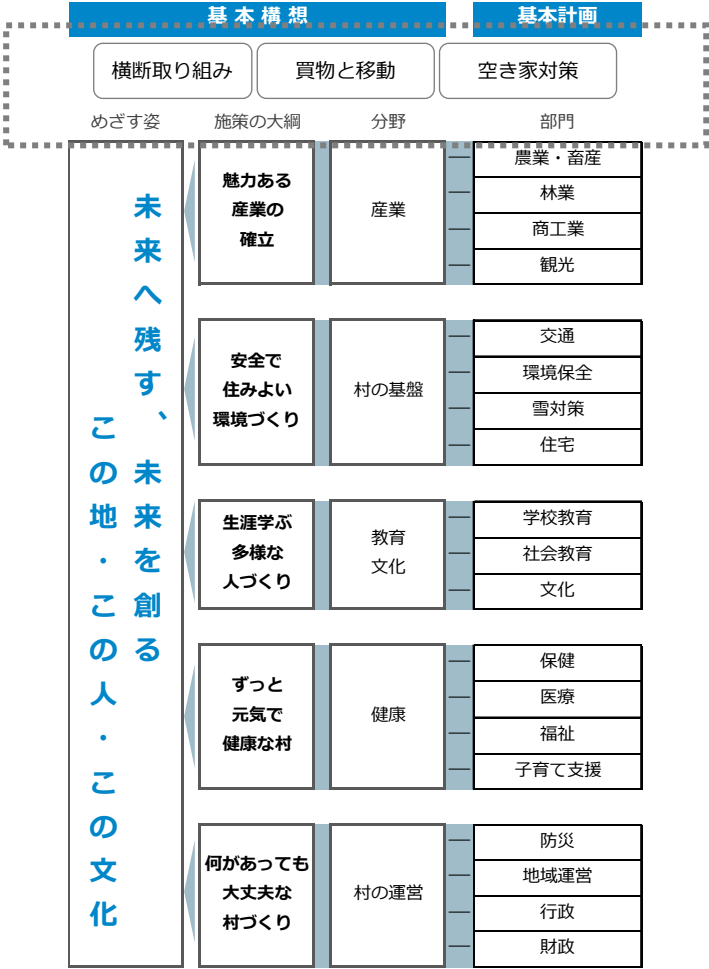 基本構想
基本計画
横断取り組み
買物と移動
空き家対策
めざす姿
施策の大綱
分野
部門
未来へ残す、未来を創る
この地・この人・この文化
魅力ある
産業の
確立
産業
農業・畜産
林業
商工業
観光
安全で
住みよい
環境づくり
村の基盤
交通
環境保全
雪対策
住宅
生涯学ぶ
多様な
人づくり
教育
文化
学校教育
社会教育
文化
ずっと
元気で
健康な村
健康
保健
医療
福祉
子育て支援
何があっても
大丈夫な
村づくり
村の運営
防災
地域運営
行政
財政